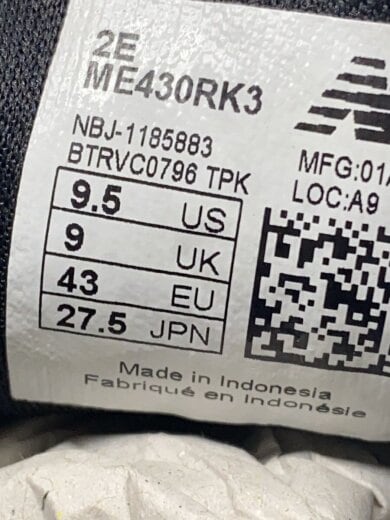 2E
ME430RK3
NBJ-1185883
BTRVC0796 TPK
9.5 US
9 UK
43 EU
27.5 JPN
MFG:01
LOC:A9
Made in Indonesia
Fabriqué en Indonésie